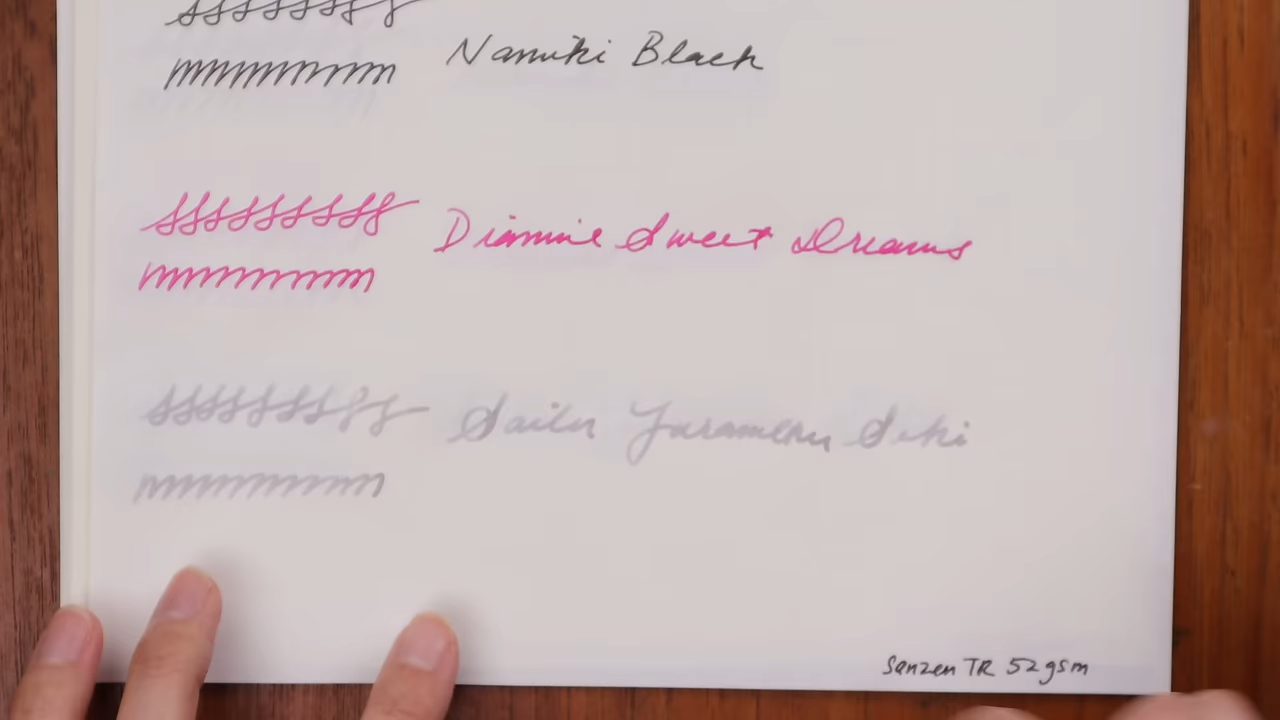 Nanuki Black
Diamine Sweet Dreams
Sailor Yurameku Seki
Sanzen TR 52gsm